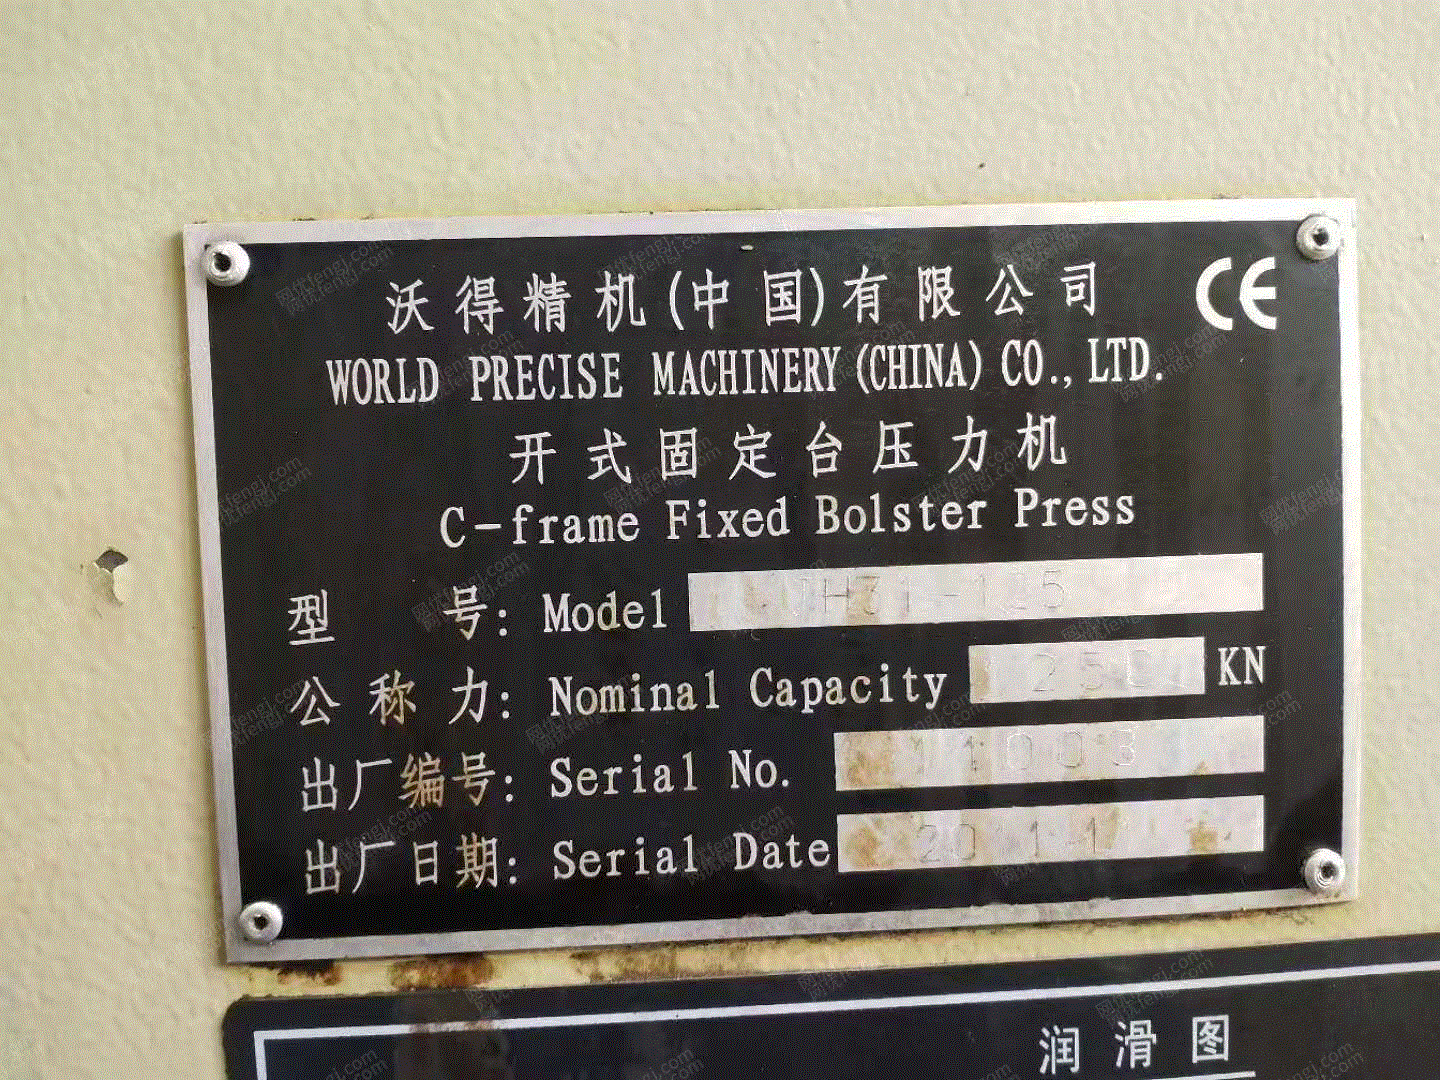 沃得精机(中国)有限公司 CE
WORLD PRECISE MACHINERY (CHINA) CO., LTD.
开式固定台压力机
C-frame Fixed Bolster Press
型 号: Model
公称力: Nominal Capacity KN
出厂编号: Serial No.
出厂日期: Serial Date
润滑图